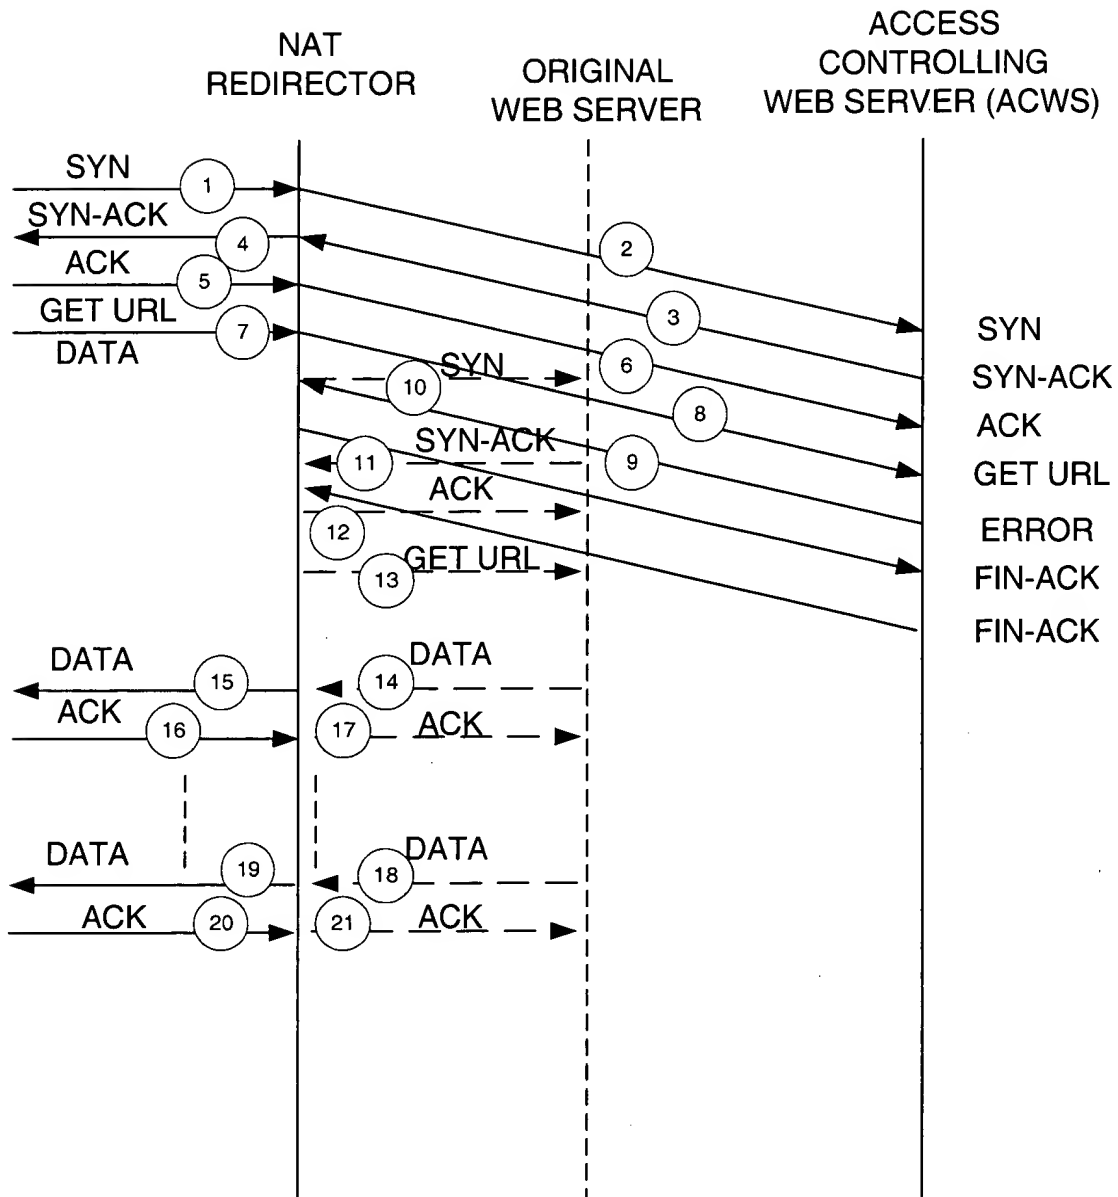 NAT
REDIRECTOR
ORIGINAL
WEB SERVER
ACCESS
CONTROLLING
WEB SERVER (ACWS)
SYN
1
SYN-ACK
4
2
ACK
5
3
GET URL
7
SYN
DATA
SYN
6
SYN-ACK
10
8
ACK
SYN-ACK
11
9
GET URL
ACK
12
ERROR
GET URL
13
FIN-ACK
FIN-ACK
DATA
15
DATA
14
ACK
16
17
ACK
DATA
19
DATA
18
ACK
20
21
ACK